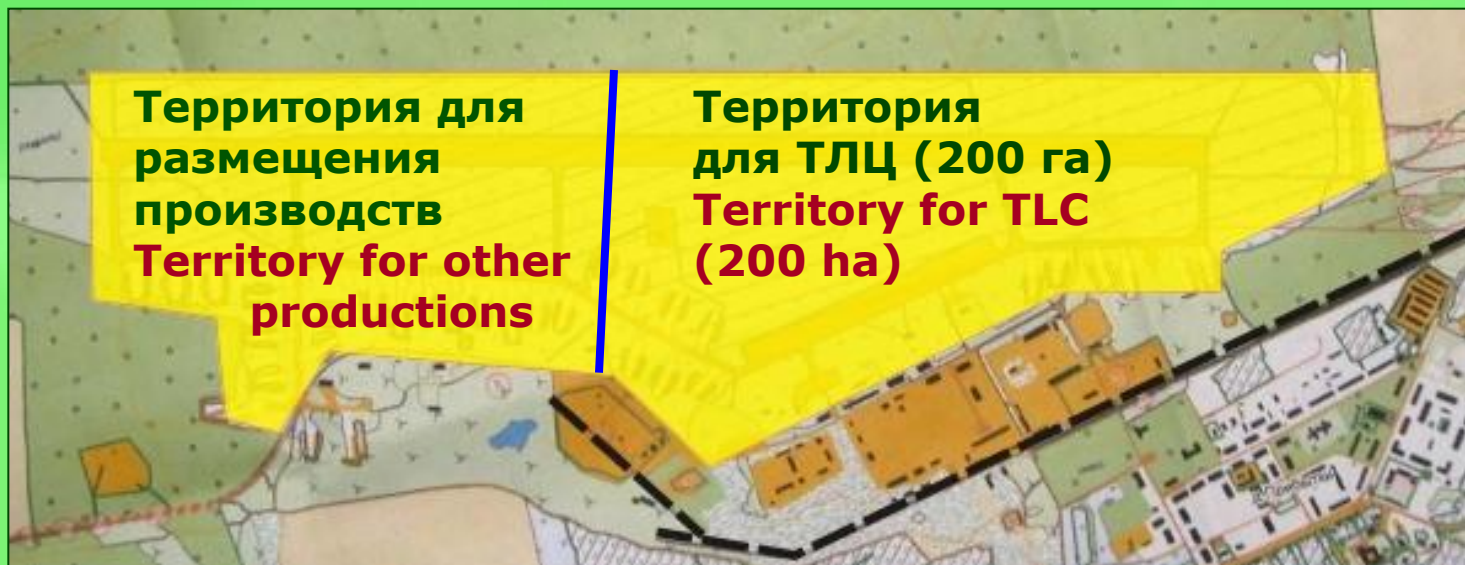 Территория для
размещения
производств
Territory for other
productions
Территория
для ТЛЦ (200 га)
Territory for TLC
(200 ha)